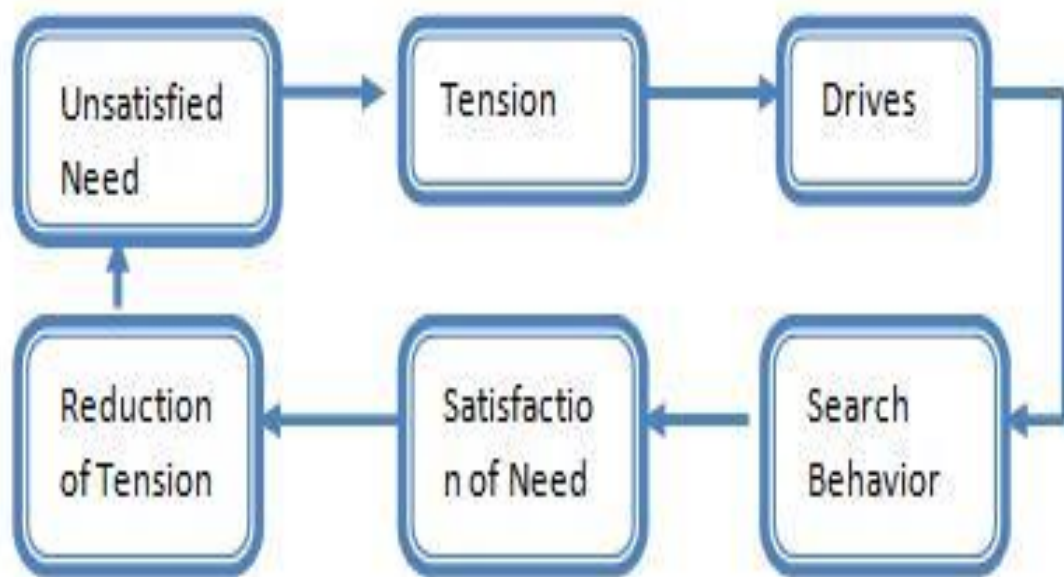 Unsatisfied
Need
Tension
Drives
Search
Behavior
Satisfactio
n of Need
Reduction
of Tension